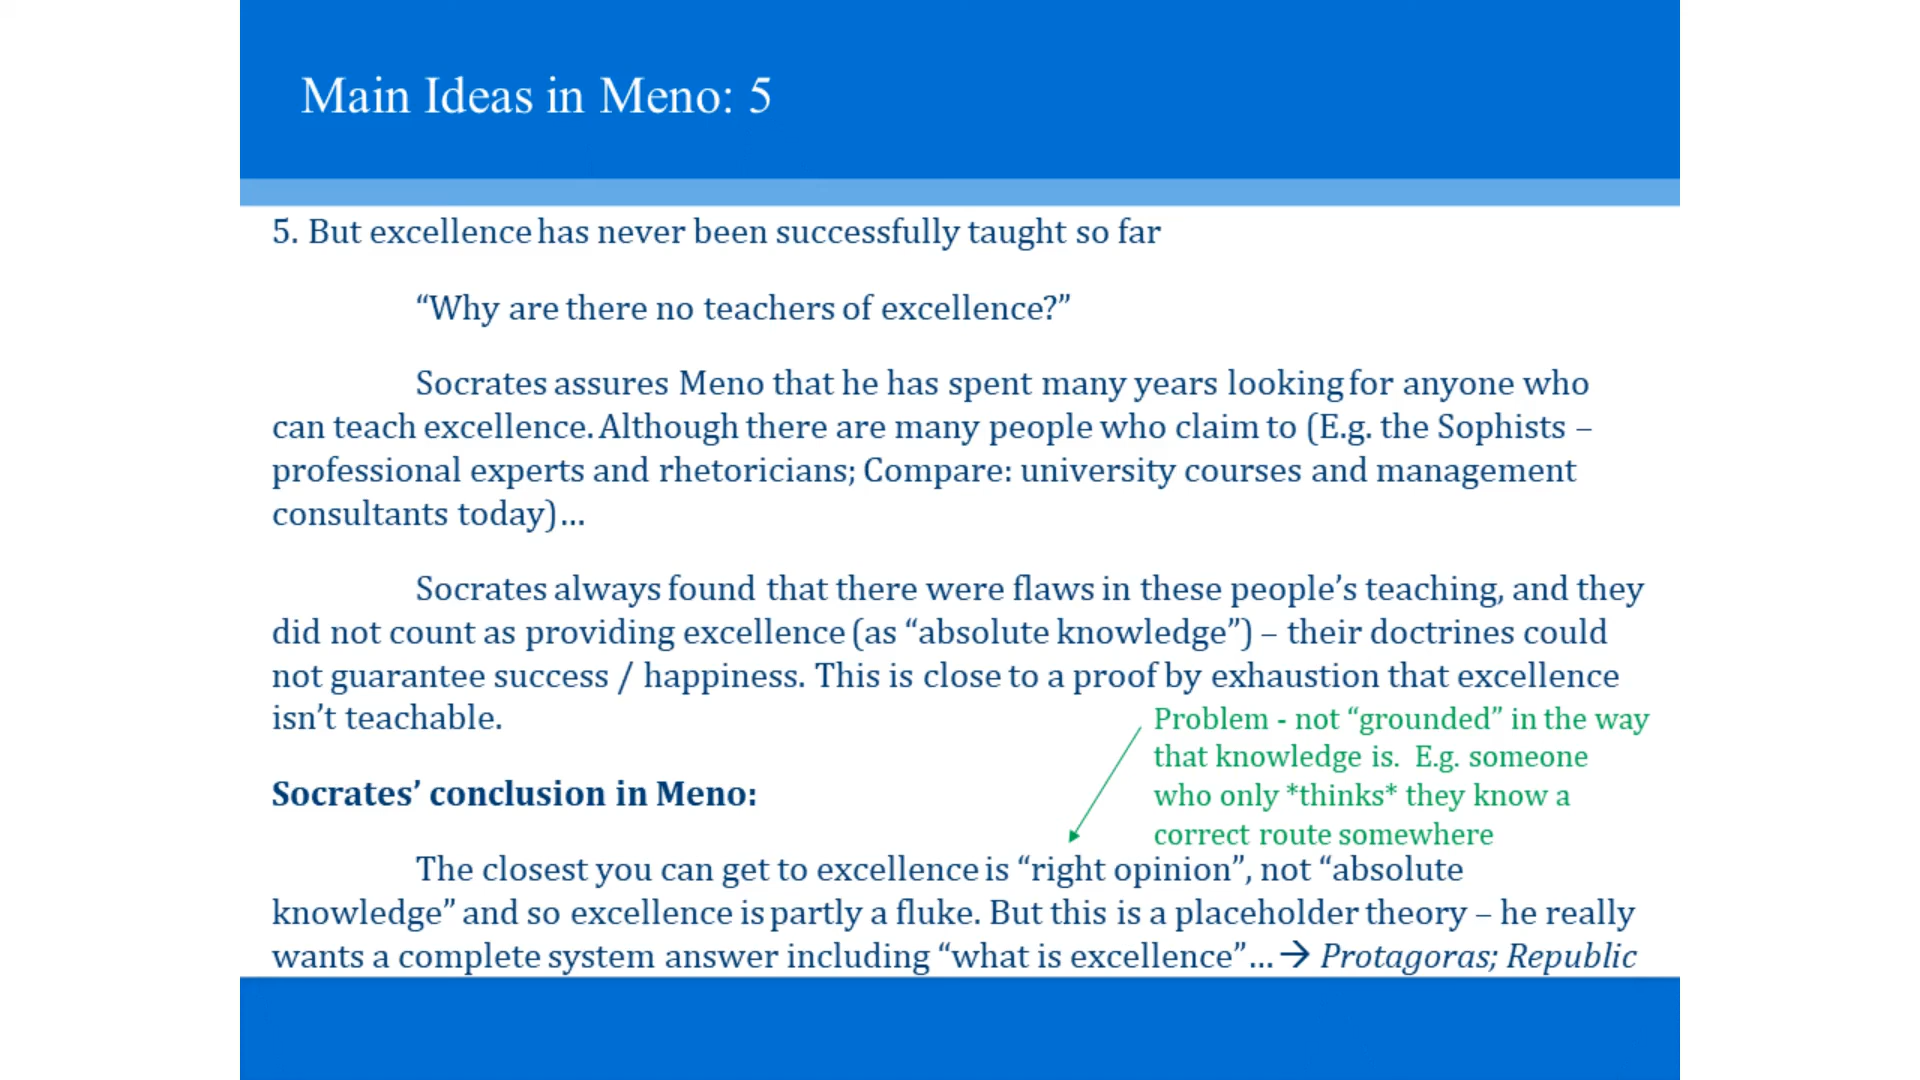 Main Ideas in Meno: 5
5. But excellence has never been successfully taught so far
“Why are there no teachers of excellence?”
Socrates assures Meno that he has spent many years looking for anyone who
can teach excellence. Although there are many people who claim to (E.g. the Sophists –
professional experts and rhetoricians; Compare: university courses and management
consultants today)…
Socrates always found that there were flaws in these people’s teaching, and they
did not count as providing excellence (as “absolute knowledge”) – their doctrines could
not guarantee success / happiness. This is close to a proof by exhaustion that excellence
isn’t teachable.
Problem - not “grounded” in the way
that knowledge is. E.g. someone
who only *thinks* they know a
correct route somewhere
Socrates’ conclusion in Meno:
The closest you can get to excellence is “right opinion”, not “absolute
knowledge” and so excellence is partly a fluke. But this is a placeholder theory – he really
wants a complete system answer including “what is excellence”…→ Protagoras; Republic